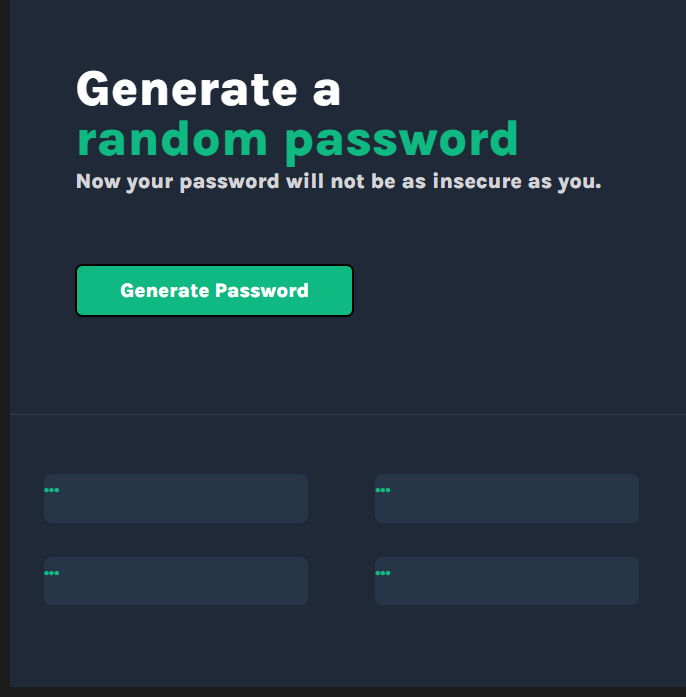 Generate a
random password
Now your password will not be as insecure as you.
Generate Password
... ...
... ...